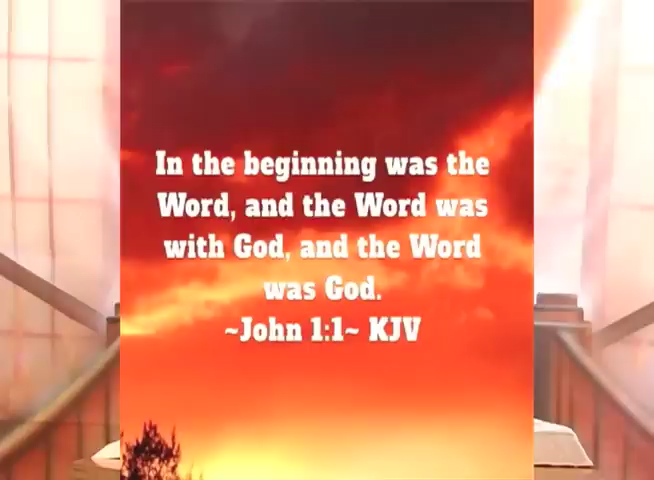 In the beginning was the
Word, and the Word was
with God, and the Word
was God.
~John 1:1~ KJV